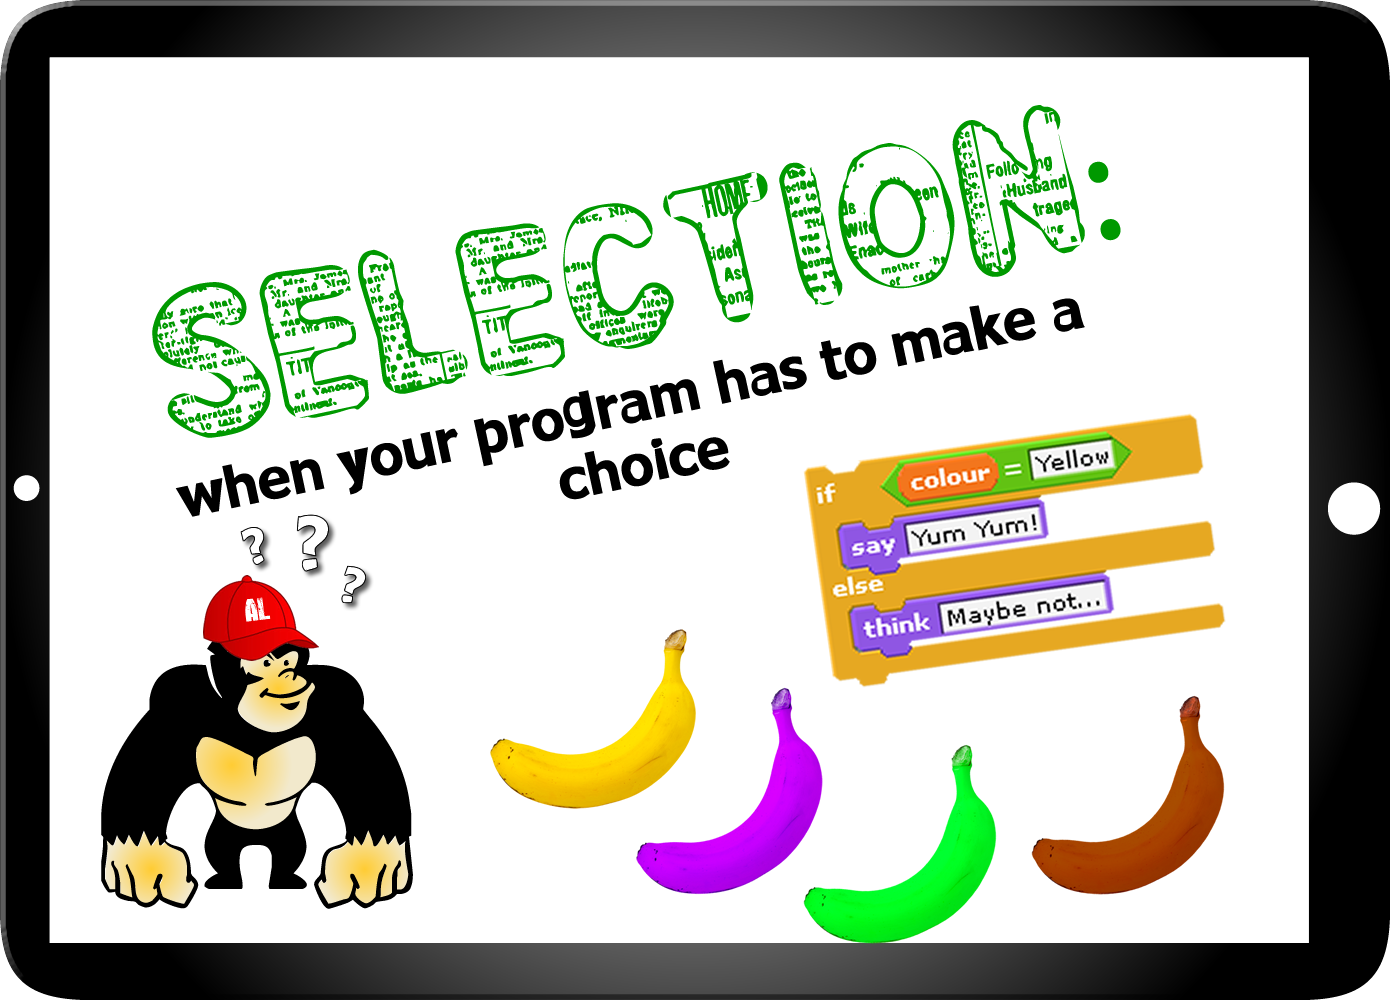 SELECTION:
when your program has to make a
choice
if colour = Yellow
say Yum Yum!
else
think Maybe not...
? ? ?
AL